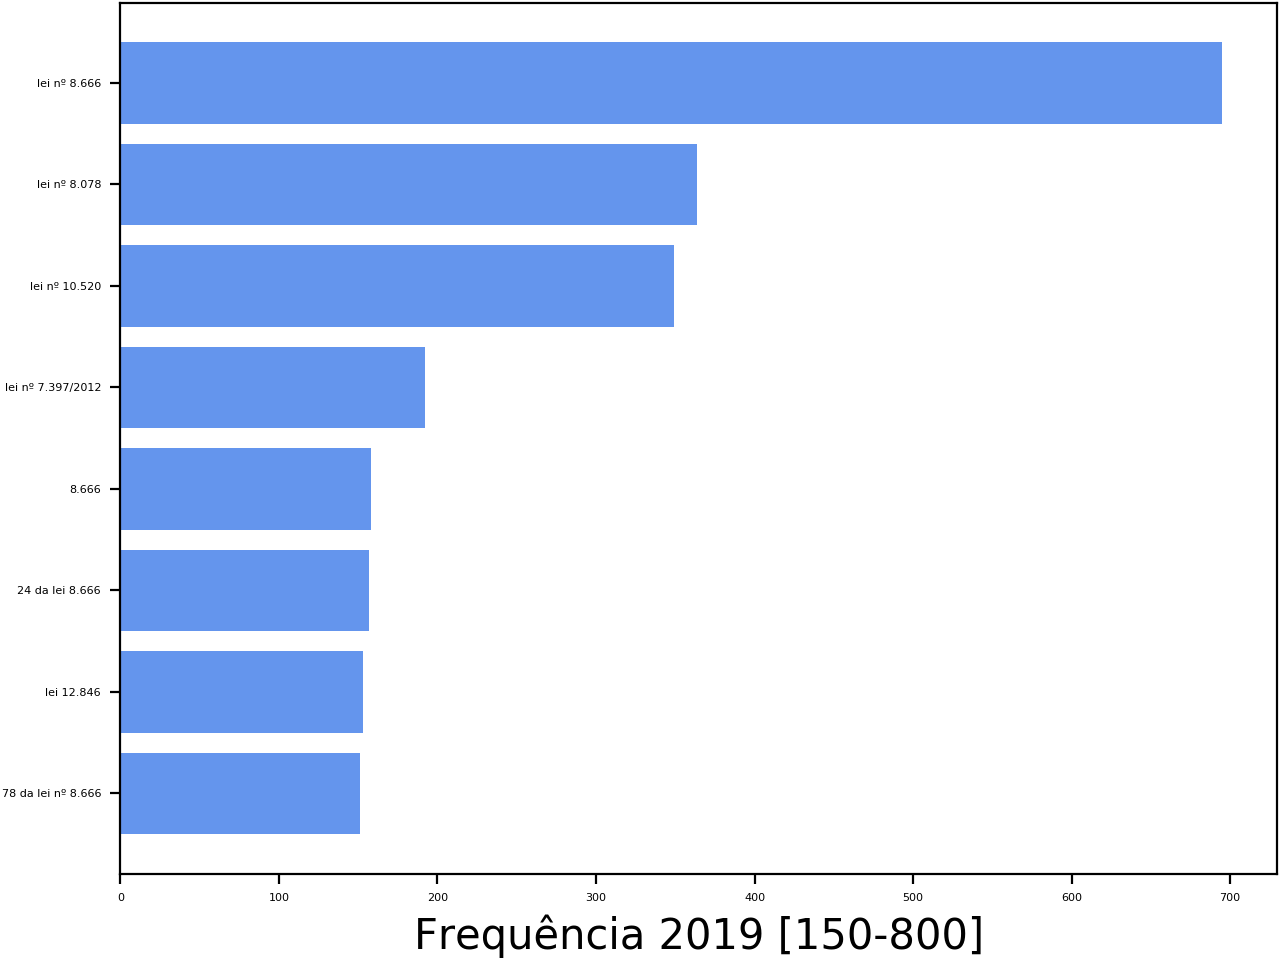 lei nº 8.666
lei nº 8.078
lei nº 10.520
lei nº 7.397/2012
8.666
24 da lei 8.666
lei 12.846
78 da lei nº 8.666
0 100 200 300 400 500 600 700
Frequência 2019 [150-800]